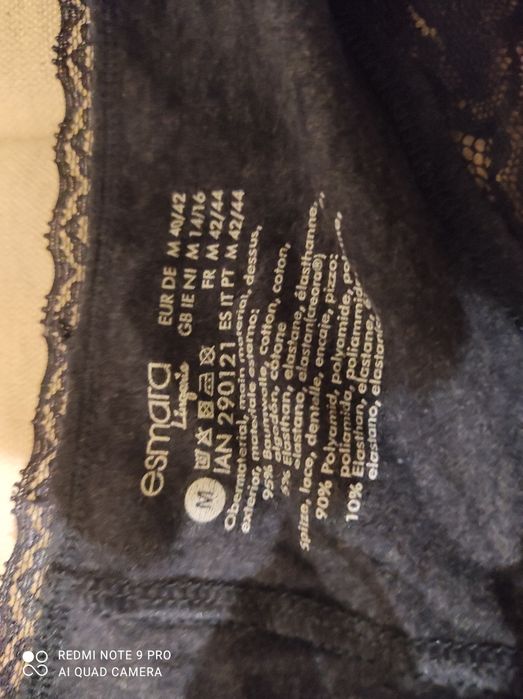 esmara
Lingerie
M
EUR DE M 40/42
GB IE NI M 14/16
FR M 42/44
ES IT PT M 42/44
IAN 290121
Obermaterial, main material, dessus,
exterior, materiale esterno:
95% Baumwolle, cotton, coton,
algodón, cotone
5% Elasthan, elastane, élasthanne,
elastano,
spitze, lace, dentelle, encaje, pizzo:
90% Polyamid, polyamide,
poliamida, poliammide
10% Elasthan, elastane,
elastano,
REDMI NOTE 9 PRO
AI QUAD CAMERA